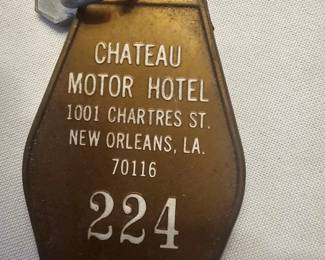 CHATEAU
MOTOR HOTEL
1001 CHARTRES ST.
NEW ORLEANS, LA.
70116
224